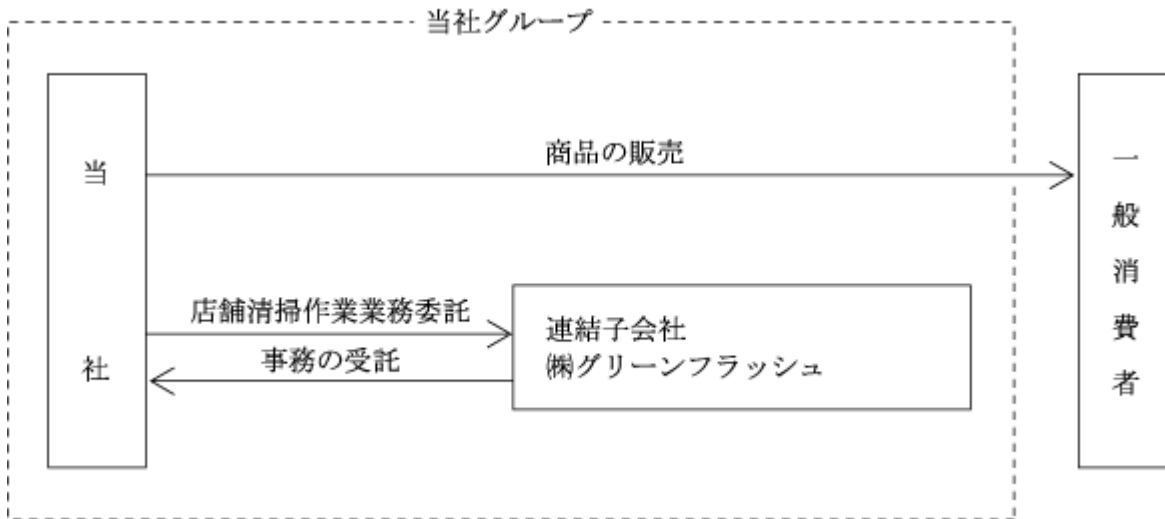 当社グループ
当社
商品の販売
一般消費者
店舗清掃作業業務委託
事務の受託
連結子会社
㈱グリーンフラッシュ